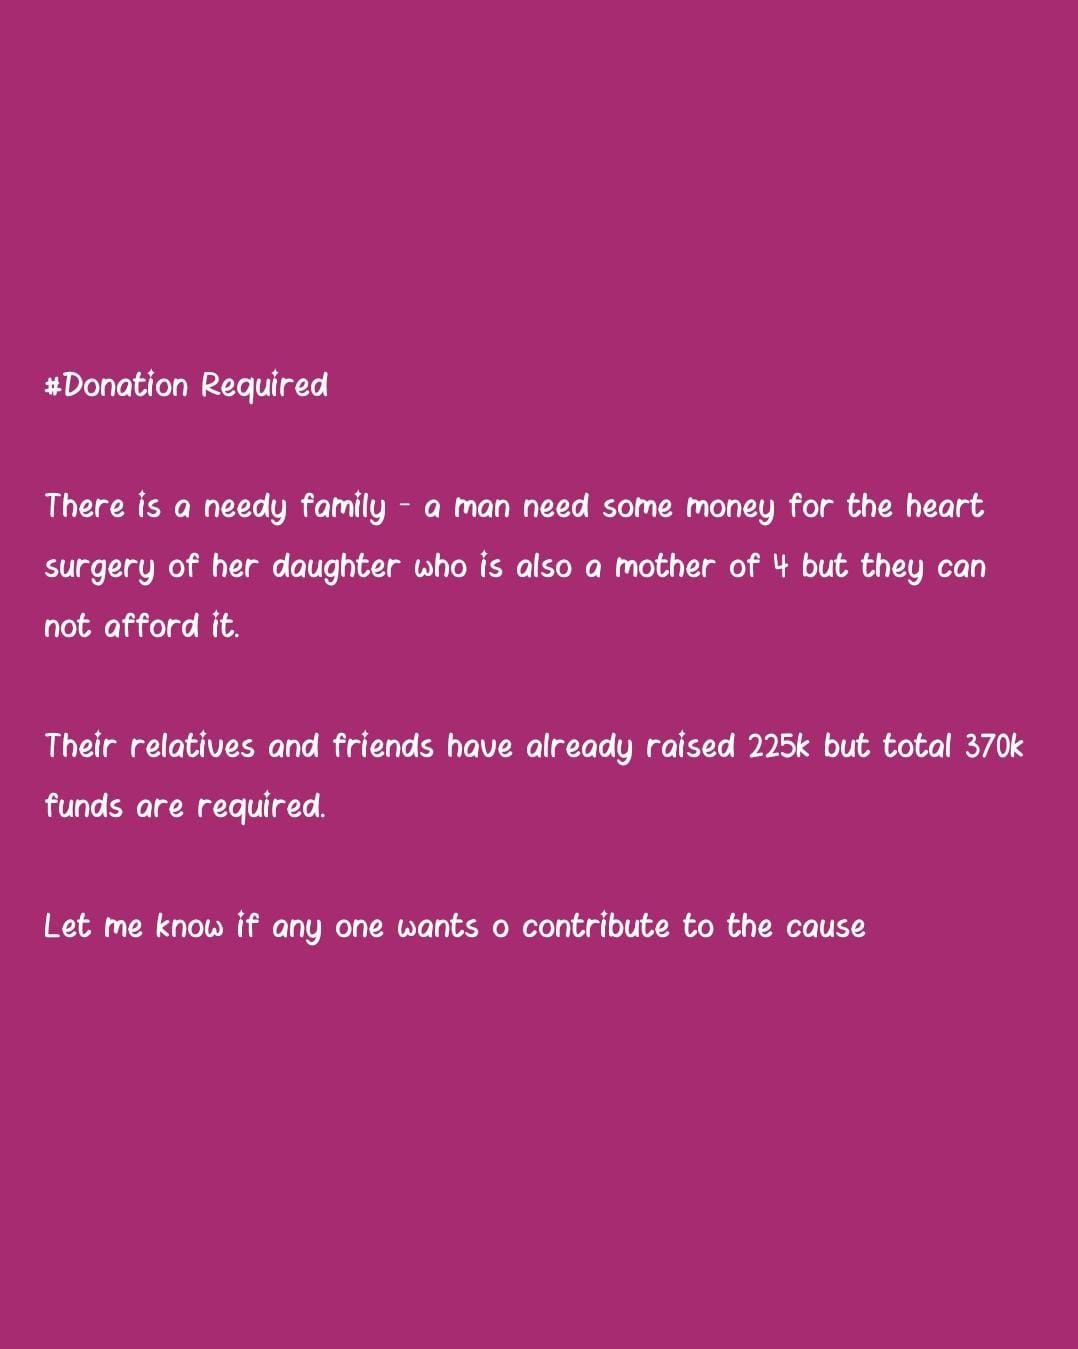 #Donation Required
There is a needy family - a man need some money for the heart
surgery of her daughter who is also a mother of 4 but they can
not afford it.
Their relatives and friends have already raised 225k but total 370k
funds are required.
Let me know if any one wants o contribute to the cause